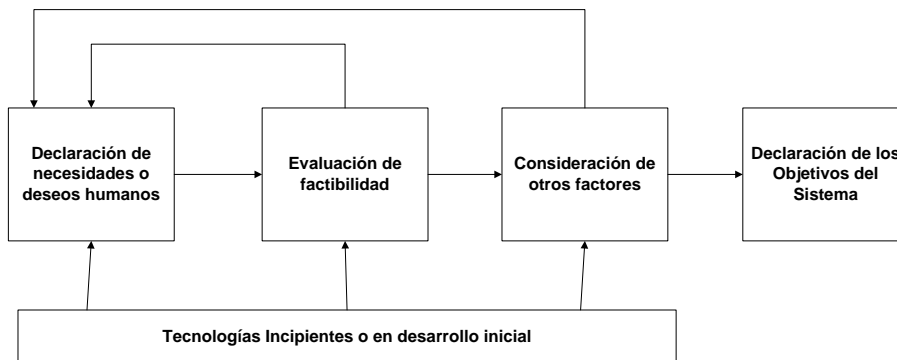 Declaración de
necesidades o
deseos humanos
Evaluación de
factibilidad
Consideración de
otros factores
Declaración de los
Objetivos del
Sistema
Tecnologías Incipientes o en desarrollo inicial